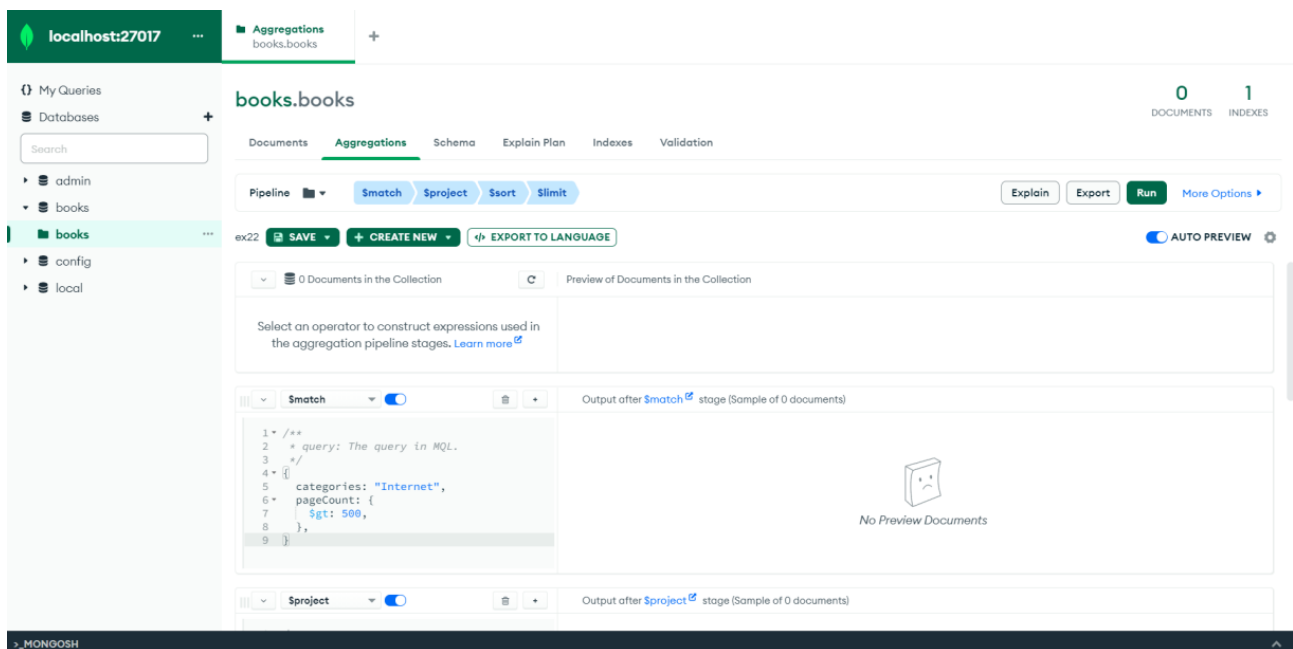 localhost:27017 ...
Aggregations
books.books
+
{} My Queries
Databases +
Search
admin
books
books ...
config
local
books.books
0
DOCUMENTS
1
INDEXES
Documents Aggregations Schema Explain Plan Indexes Validation
Pipeline $match $project $sort $limit Explain Export Run More Options
ex22 SAVE + CREATE NEW </> EXPORT TO LANGUAGE AUTO PREVIEW
0 Documents in the Collection Preview of Documents in the Collection
Select an operator to construct expressions used in
the aggregation pipeline stages. Learn more
$match + Output after $match stage (Sample of 0 documents)
1 /**
2 * query: The query in MQL.
3 */
4 {
5 categories: "Internet",
6 pageCount: {
7 $gt: 500,
8 },
9 }
No Preview Documents
$project + Output after $project stage (Sample of 0 documents)
>_MONGOSH